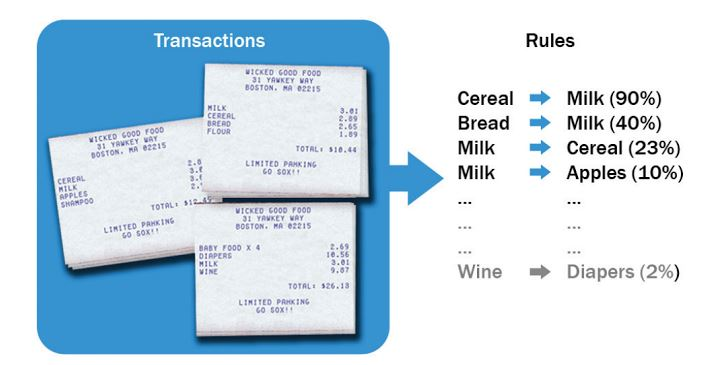 Transactions
WICKED GOOD FOOD
31 YAWKEY WAY
BOSTON, MA 02215
MILK 3.01
CEREAL 2.89
BREAD 2.65
FLOUR 1.89
TOTAL: $10.44
LIMITED PAHKING
GO SOX!!
WICKED GOOD FOOD
31 YAWKEY WAY
BOSTON, MA 02215
CEREAL
MILK
APPLES
SHAMPOO
TOTAL:
LIMITED PAHKING
GO SOX!!
WICKED GOOD FOOD
31 YAWKEY WAY
BOSTON, MA 02215
BABY FOOD X 4 2.69
DIAPERS 10.56
MILK 3.01
WINE 9.87
TOTAL: $26.13
LIMITED PAHKING
GO SOX!!
Rules
Cereal Milk (90%)
Bread Milk (40%)
Milk Cereal (23%)
Milk Apples (10%)
... ...
... ...
... ...
Wine Diapers (2%)